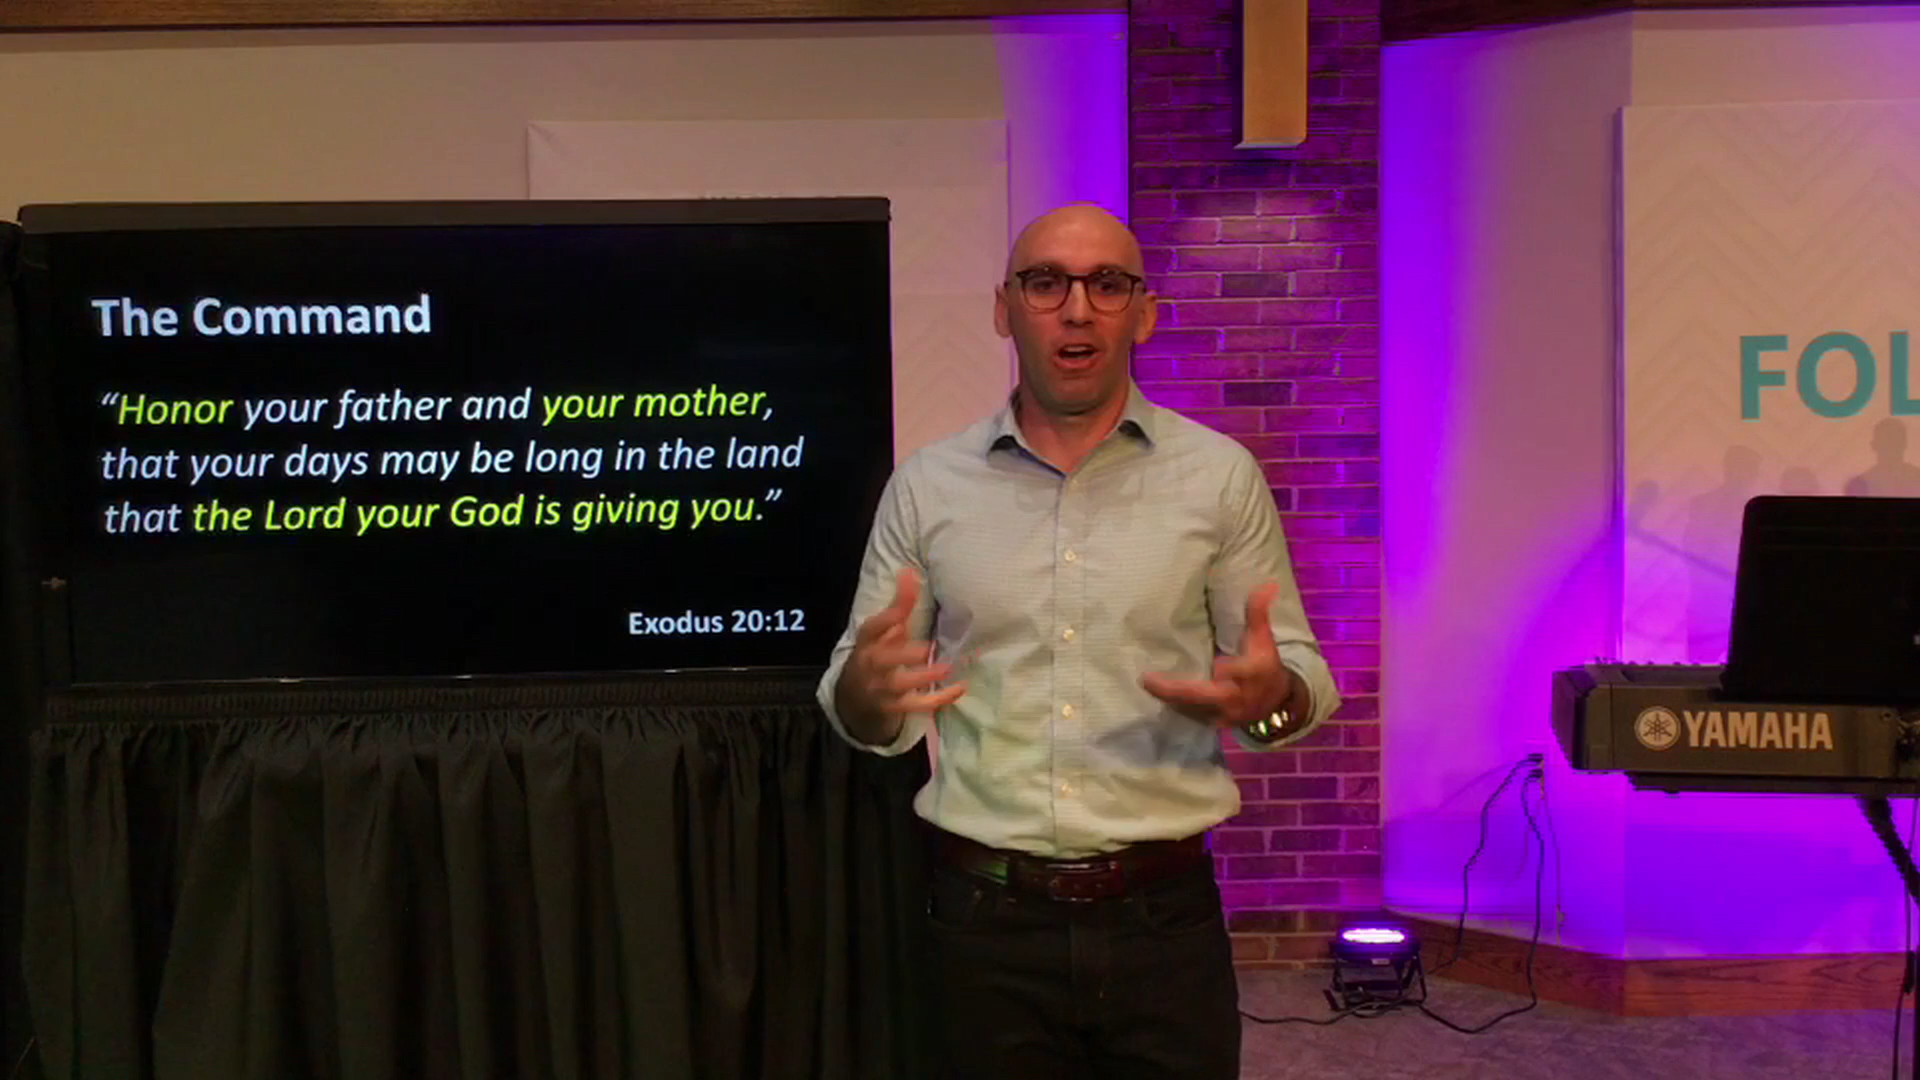 The Command
“Honor your father and your mother,
that your days may be long in the land
that the Lord your God is giving you.”
Exodus 20:12
FOL
YAMAHA